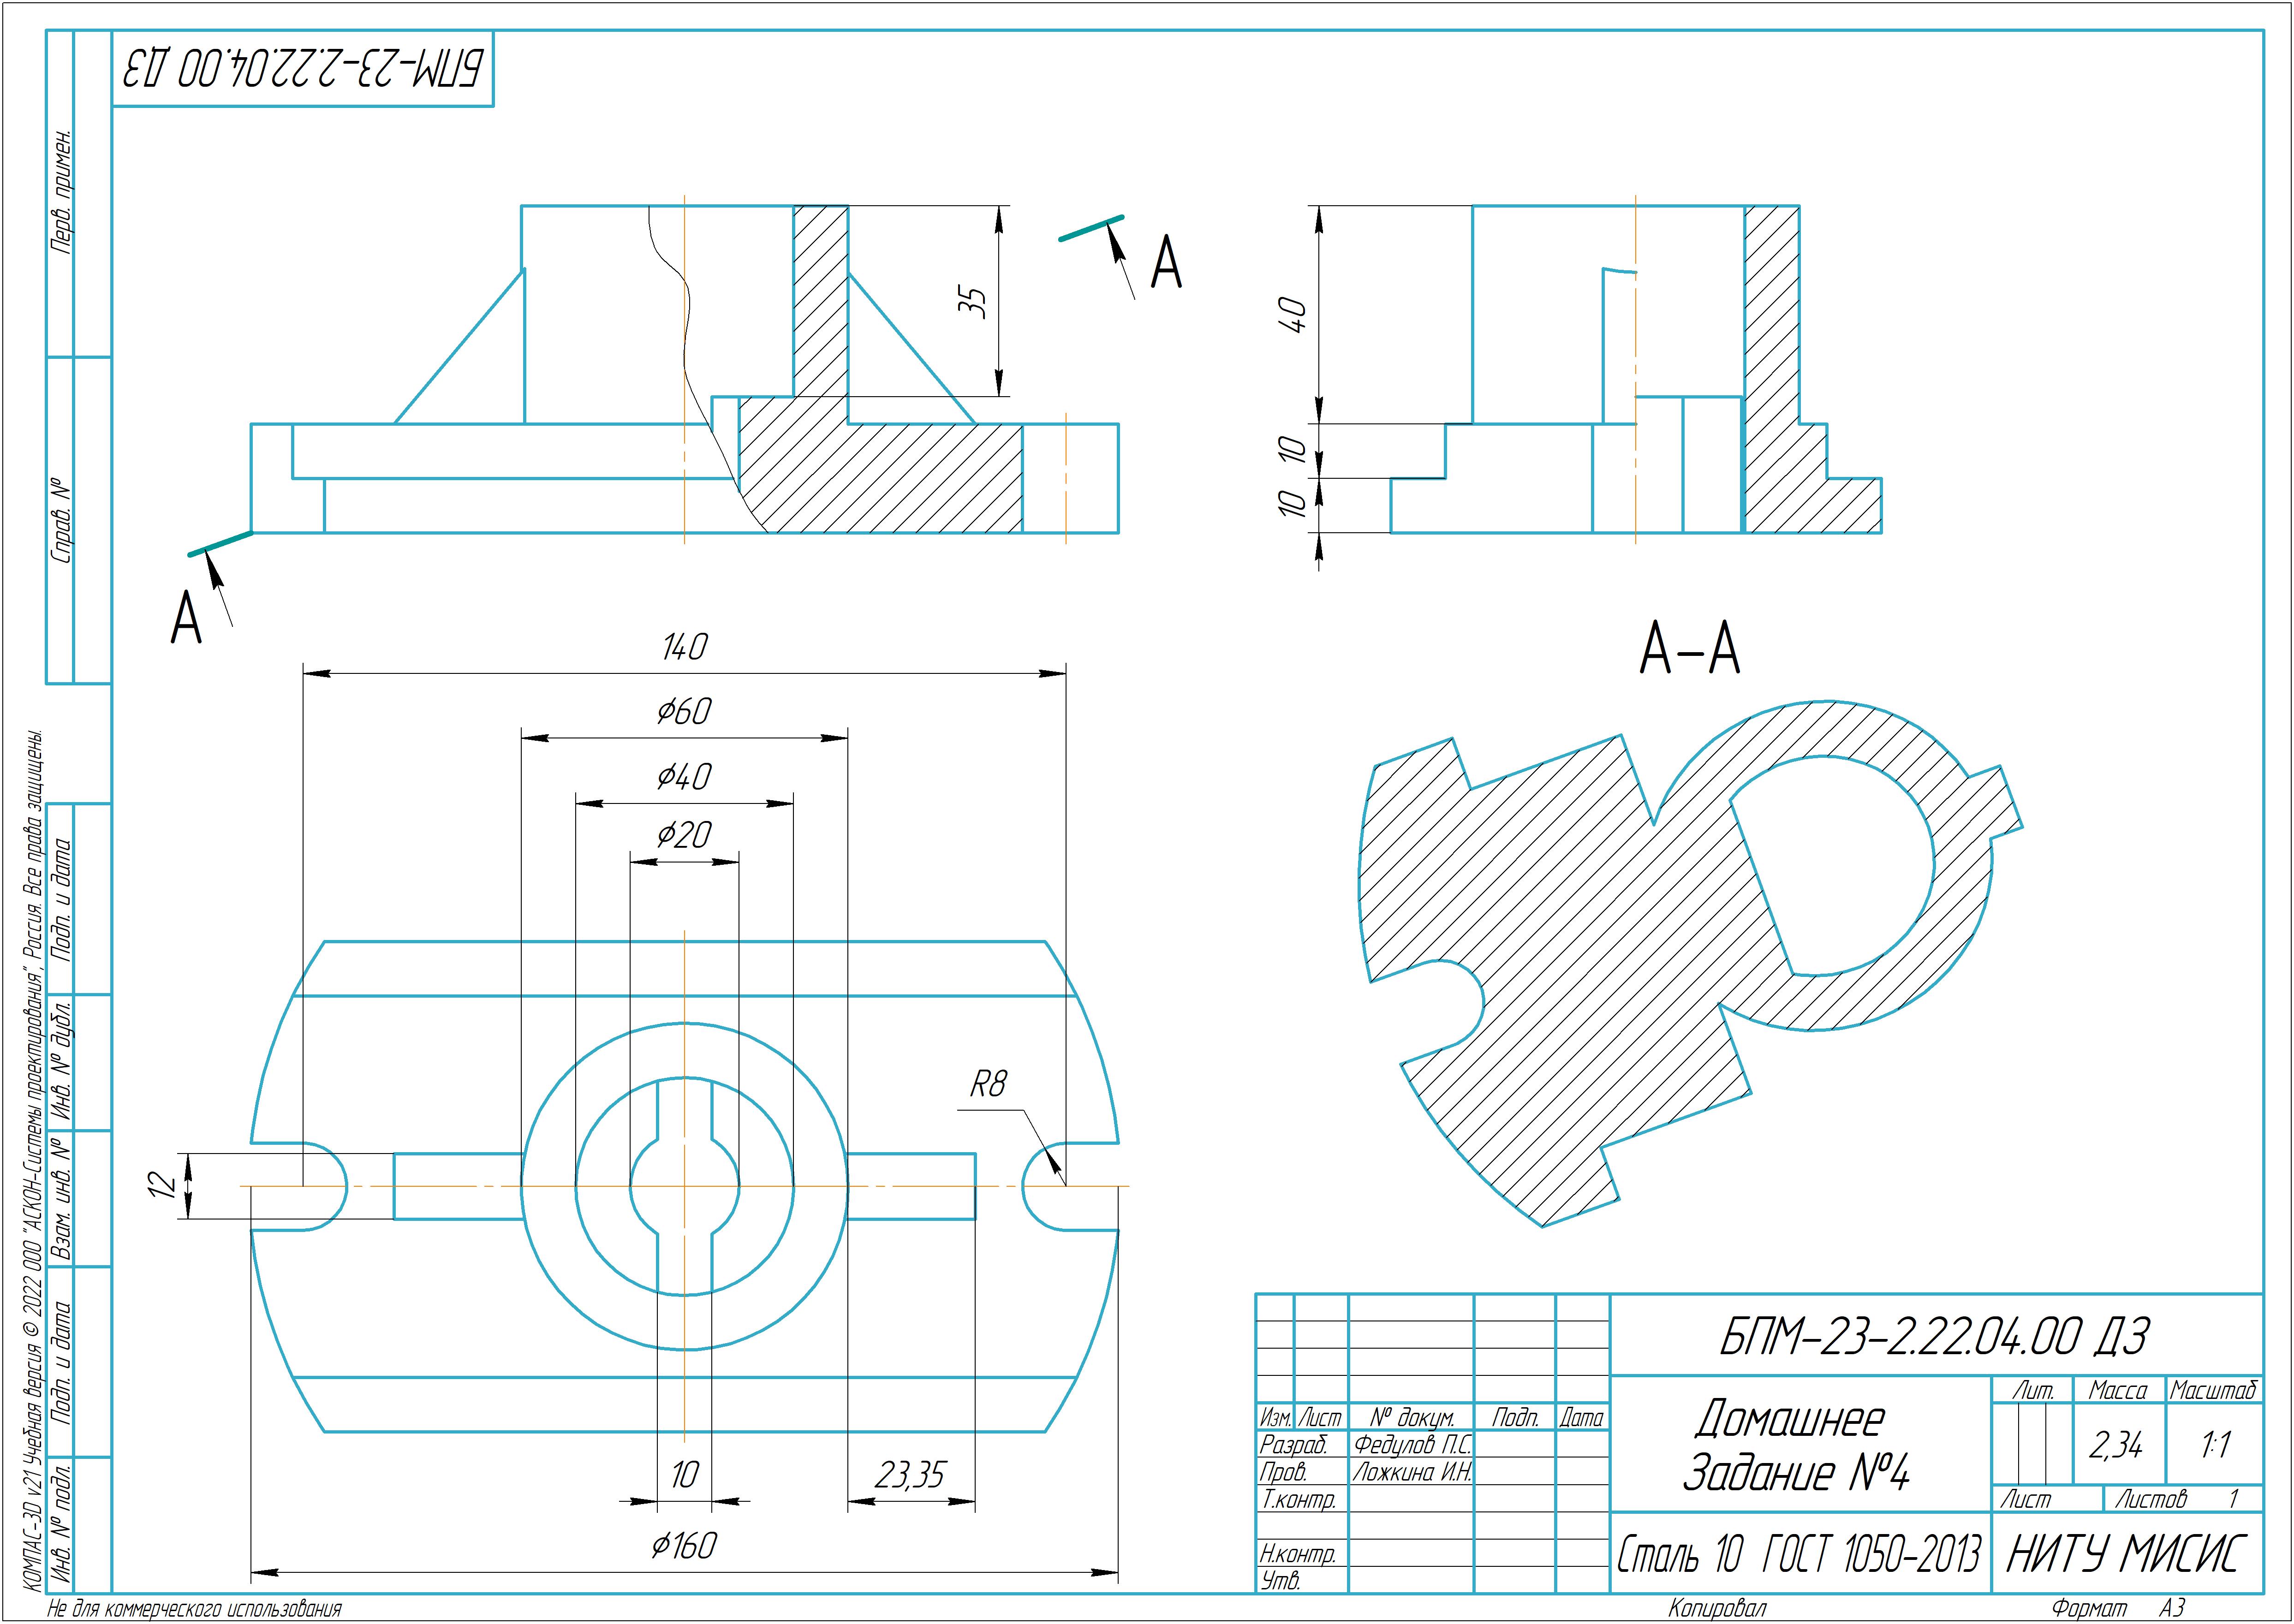 БПМ-23-2.22.04.00 ДЗ
Перв. примен.
Справ. №
Подп. и дата
Инв. № дубл.
Взам. инв. №
Подп. и дата
Инв. № подл.
КОМПАС-3D v21 Учебная версия © 2022 ООО "АСКОН-Системы проектирования", Россия. Все права защищены.
35
А
А
40
10
10
140
⌀60
⌀40
⌀20
R8
12
10
23,35
⌀160
А-А
БПМ-23-2.22.04.00 ДЗ
Лит. Масса Масштаб
Изм. Лист № докум. Подп. Дата
Разраб. Федулов П.С.
Пров. Ложкина И.Н.
Т.контр.
Н.контр.
Утв.
Домашнее
Задание №4
2,34 1:1
Лист Листов 1
Сталь 10 ГОСТ 1050-2013
НИТУ МИСИС
Не для коммерческого использования
Копировал
Формат А3